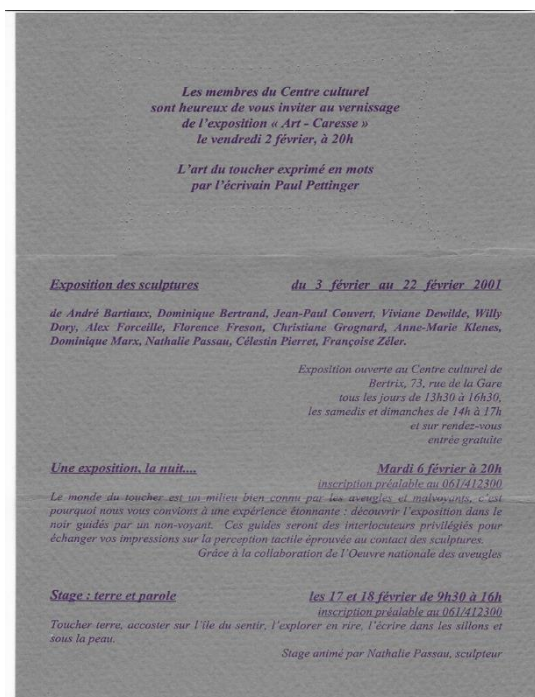 Les membres du Centre culturel
sont heureux de vous inviter au vernissage
de l'exposition « Art - Caresse »
le vendredi 2 février, à 20h
L'art du toucher exprimé en mots
par l'écrivain Paul Pettinger
Exposition des sculptures du 3 février au 22 février 2001
de André Bartiaux, Dominique Bertrand, Jean-Paul Couvert, Viviane Dewilde, Willy
Dory, Alex Forceille, Florence Freson, Christiane Grognard, Anne-Marie Klenes,
Dominique Marx, Nathalie Passau, Célestin Pierret, Françoise Zéler.
Exposition ouverte au Centre culturel de
Bertrix, 73, rue de la Gare
tous les jours de 13h30 à 16h30,
les samedis et dimanches de 14h à 17h
et sur rendez-vous
entrée gratuite
Une exposition, la nuit.... Mardi 6 février à 20h
inscription préalable au 061/412300
Le monde du toucher est un milieu bien connu par les aveugles et malvoyants, c'est
pourquoi nous vous convions à une expérience étonnante : découvrir l'exposition dans le
noir guidés par un non-voyant. Ces guides seront des interlocuteurs privilégiés pour
échanger vos impressions sur la perception tactile éprouvée au contact des sculptures.
Grâce à la collaboration de l'Oeuvre nationale des aveugles
Stage : terre et parole les 17 et 18 février de 9h30 à 16h
inscription préalable au 061/412300
Toucher terre, accoster sur l'île du sentir, l'explorer en rire, l'écrire dans les sillons et
sous la peau.
Stage animé par Nathalie Passau, sculpteur